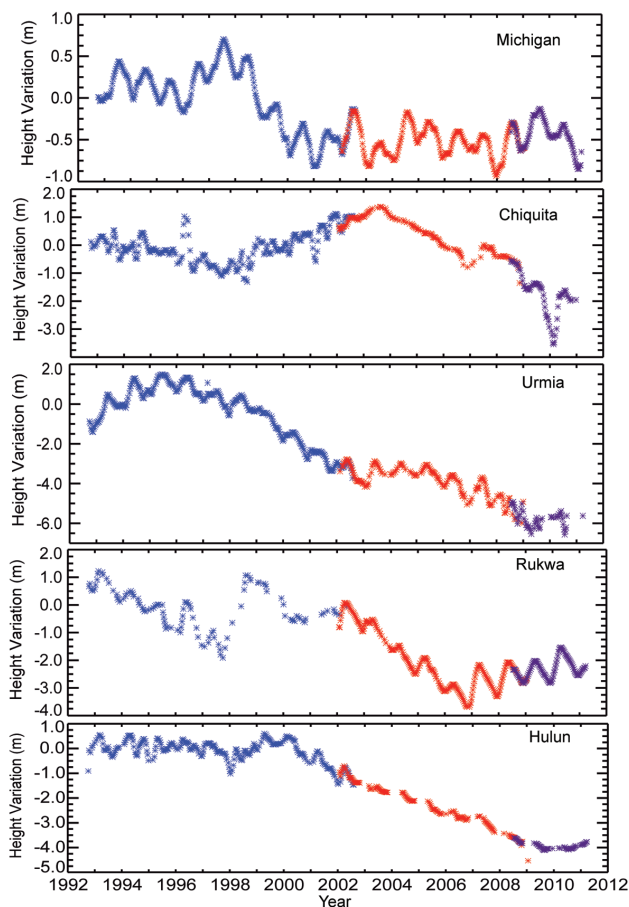 1.0
Michigan
0.5
0.0
-0.5
-1.0
Height Variation (m)
2.0
Chiquita
1.0
0.0
-1.0
-2.0
-3.0
Height Variation (m)
2.0
Urmia
0.0
-2.0
-4.0
-6.0
Height Variation (m)
2.0
Rukwa
1.0
0.0
-1.0
-2.0
-3.0
-4.0
Height Variation (m)
1.0
Hulun
0.0
-1.0
-2.0
-3.0
-4.0
-5.0
Height Variation (m)
1992 1994 1996 1998 2000 2002 2004 2006 2008 2010 2012
Year